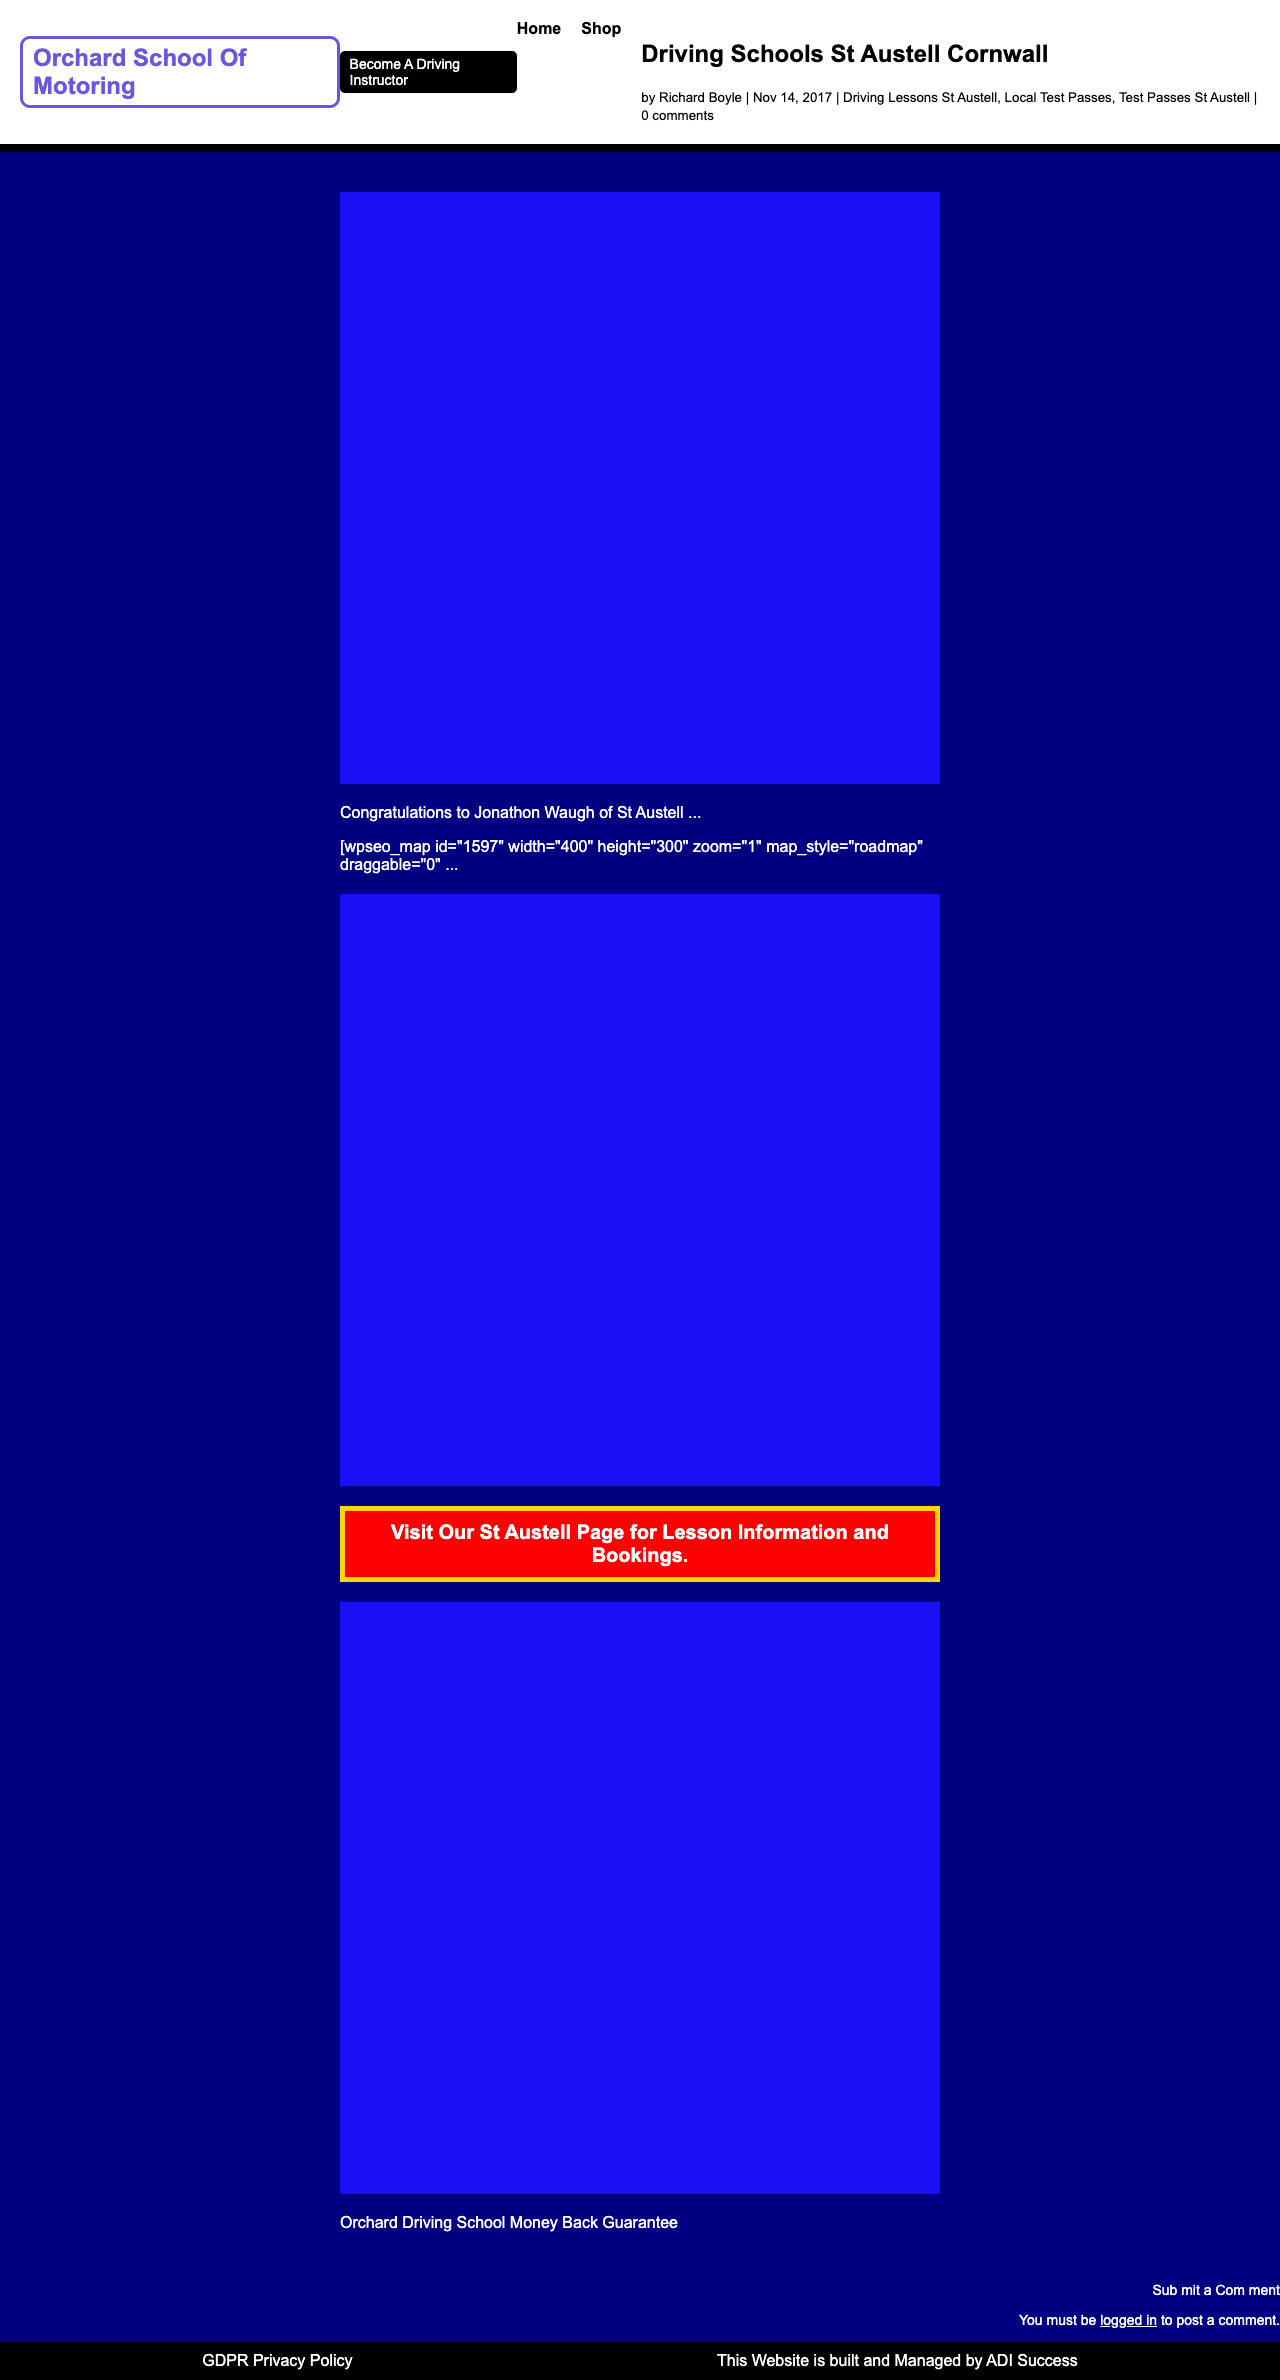 Orchard School Of
Motoring
Become A Driving
Instructor
Home Shop
Driving Schools St Austell Cornwall
by Richard Boyle | Nov 14, 2017 | Driving Lessons St Austell, Local Test Passes, Test Passes St Austell |
0 comments
Congratulations to Jonathon Waugh of St Austell ...
[wpseo_map id="1597" width="400" height="300" zoom="1" map_style="roadmap"
draggable="0" ...
Visit Our St Austell Page for Lesson Information and
Bookings.
Orchard Driving School Money Back Guarantee
Sub mit a Com ment
You must be logged in to post a comment.
GDPR Privacy Policy This Website is built and Managed by ADI Success